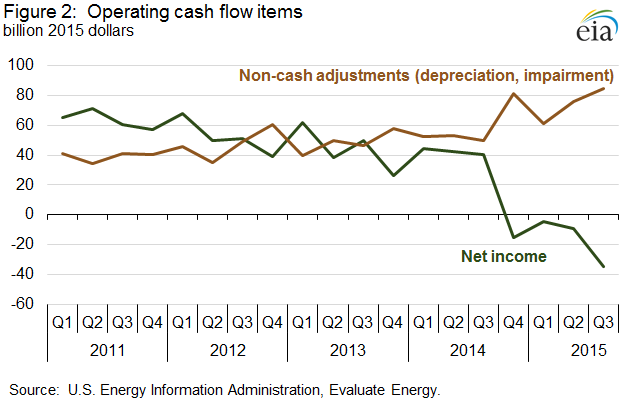 Figure 2:  Operating cash flow items
billion 2015 dollars
eia
Non-cash adjustments (depreciation, impairment)
100
80
60
40
20
0
-20
-40
-60
Net income
Q1 Q2 Q3 Q4 Q1 Q2 Q3 Q4 Q1 Q2 Q3 Q4 Q1 Q2 Q3 Q4 Q1 Q2 Q3
2011 2012 2013 2014 2015
Source:  U.S. Energy Information Administration, Evaluate Energy.